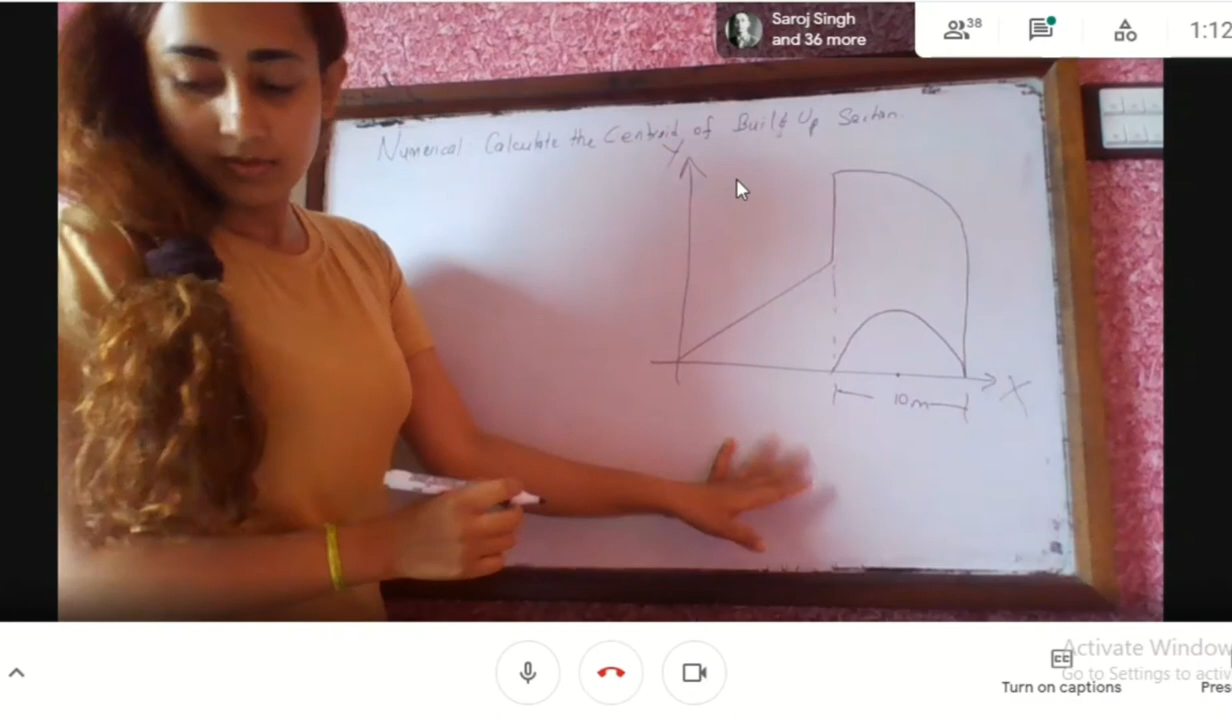 Saroj Singh
and 36 more
38
1:12
Numerical: Calculate the Centroid of Built Up Section.
Y
X
10m
Activate Window
Go to Settings to activ
CC
Turn on captions
Pres